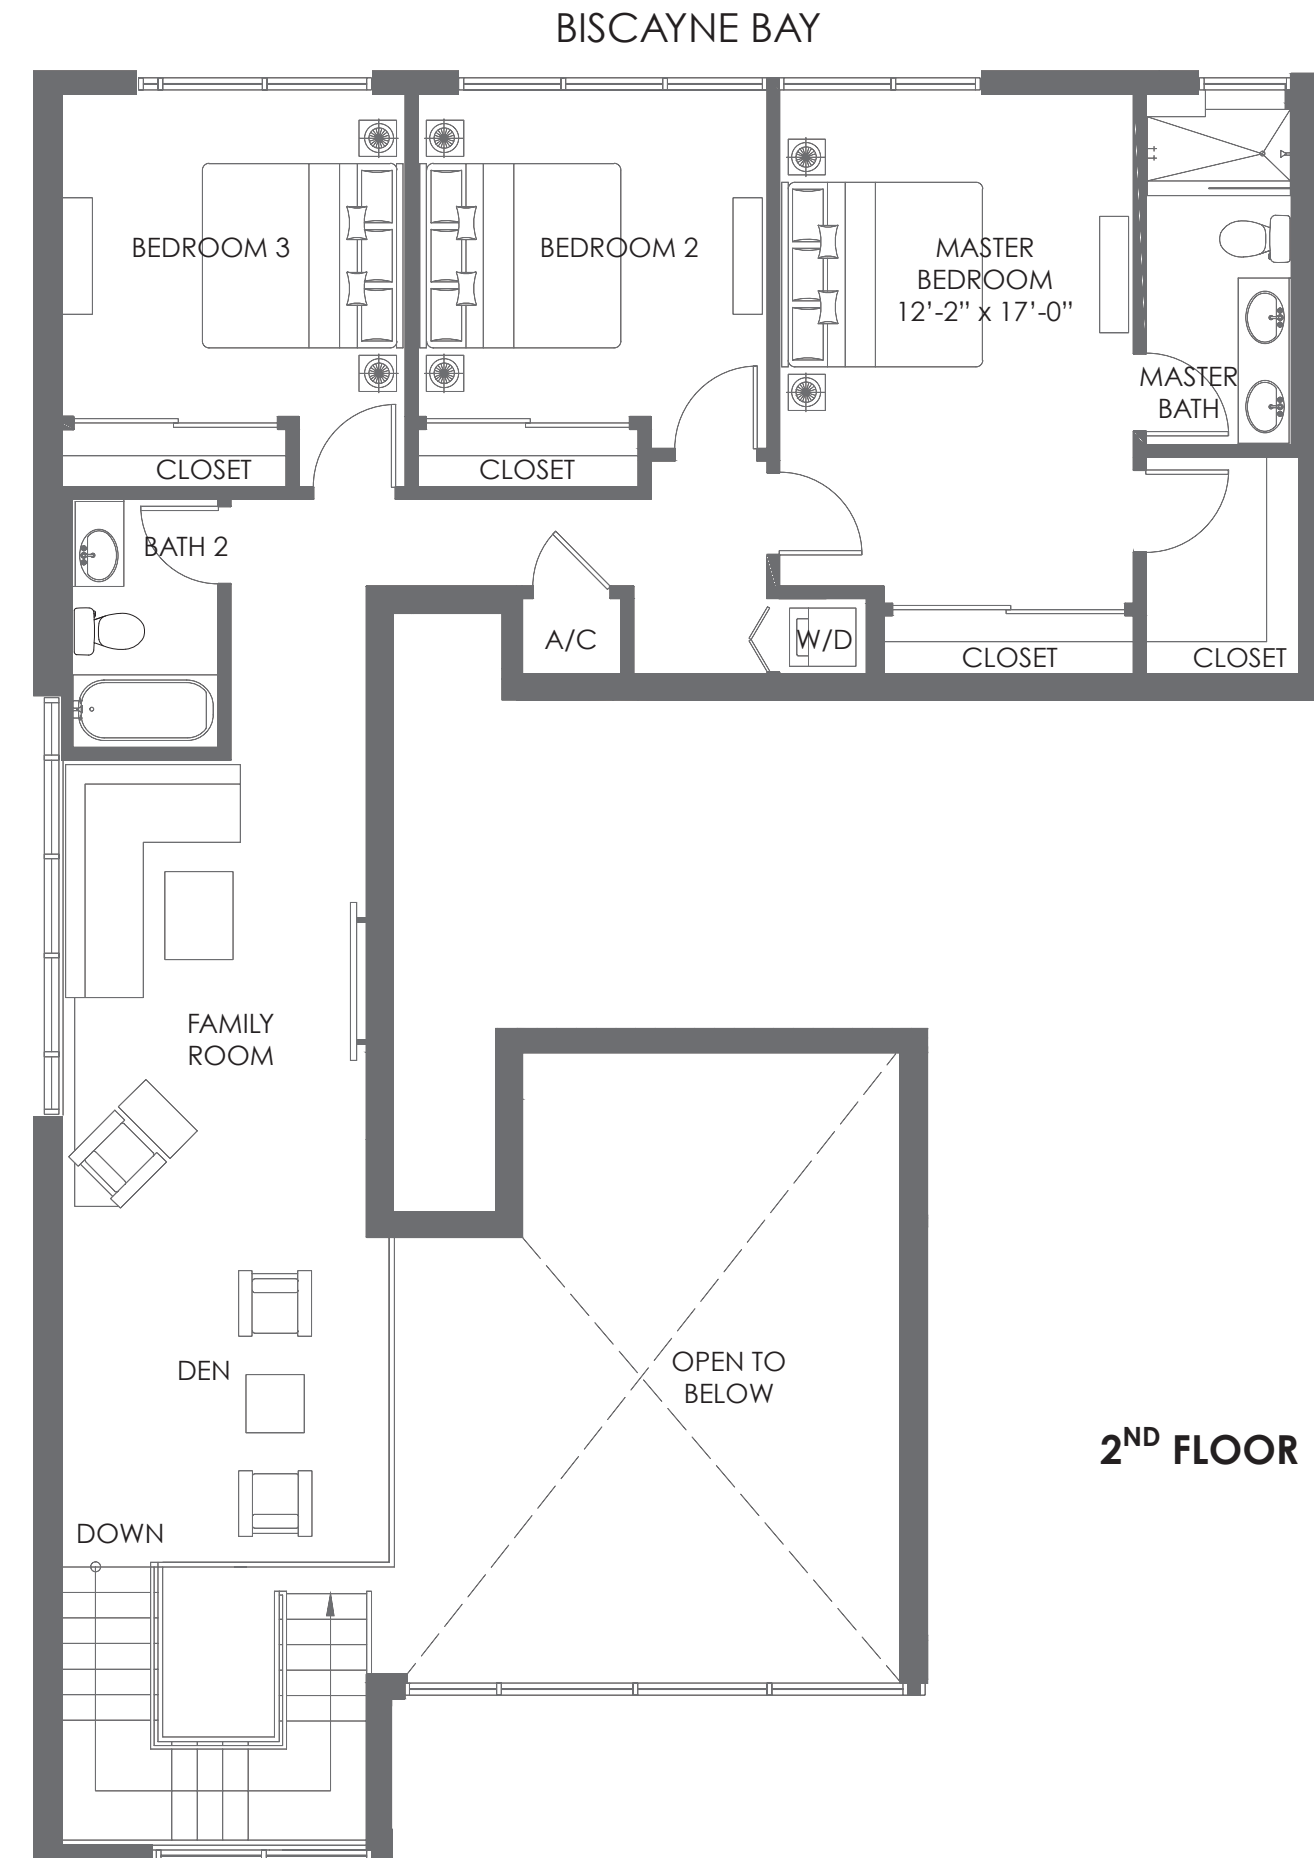 BISCAYNE BAY
BEDROOM 3
BEDROOM 2
MASTER
BEDROOM
12’-2” x 17’-0”
MASTER
BATH
CLOSET
CLOSET
BATH 2
A/C
W/D
CLOSET
CLOSET
FAMILY
ROOM
DEN
OPEN TO
BELOW
2ND FLOOR
DOWN